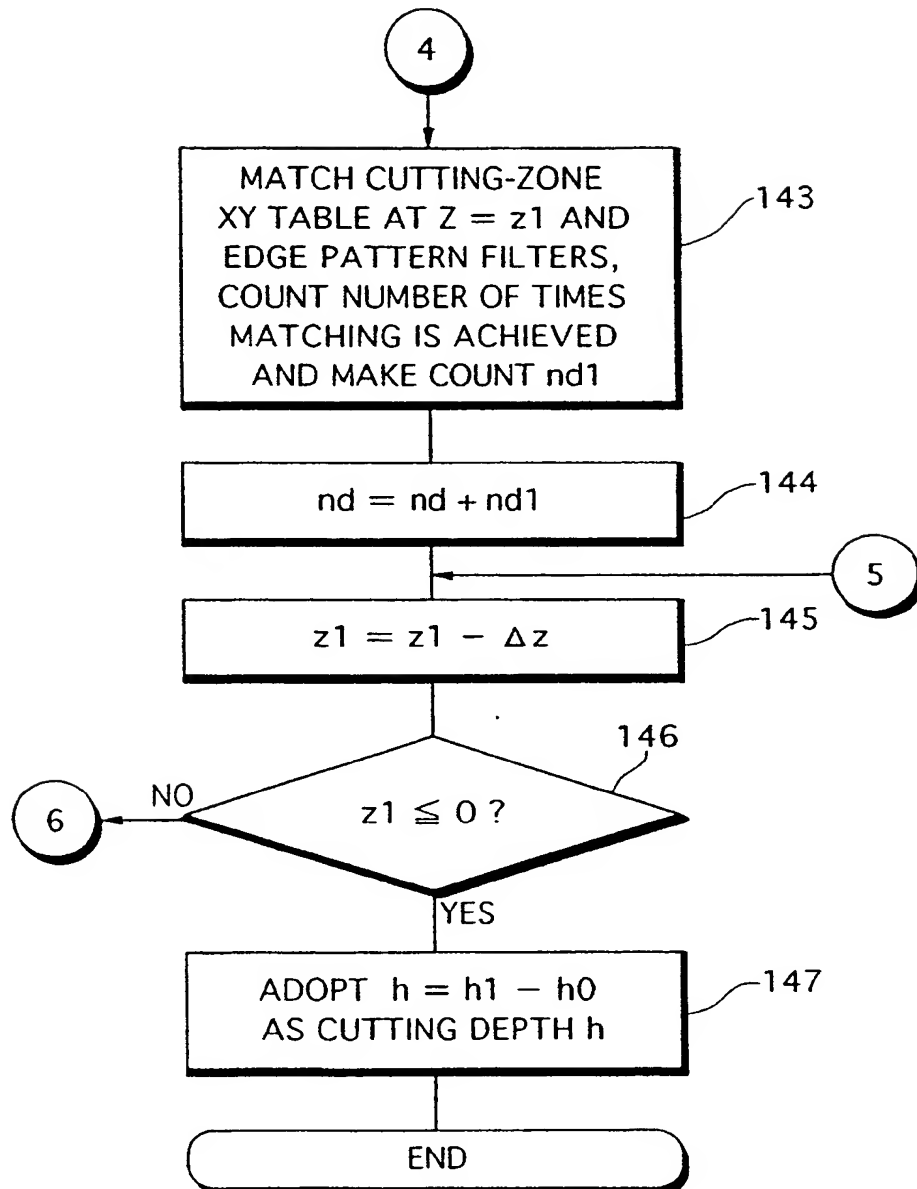 4
MATCH CUTTING-ZONE
XY TABLE AT Z = z1 AND
EDGE PATTERN FILTERS,
COUNT NUMBER OF TIMES
MATCHING IS ACHIEVED
AND MAKE COUNT nd1
143
nd = nd + nd1
144
5
z1 = z1 − Δz
145
146
z1 ≦ 0 ?
NO
6
YES
ADOPT h = h1 − h0
AS CUTTING DEPTH h
147
END